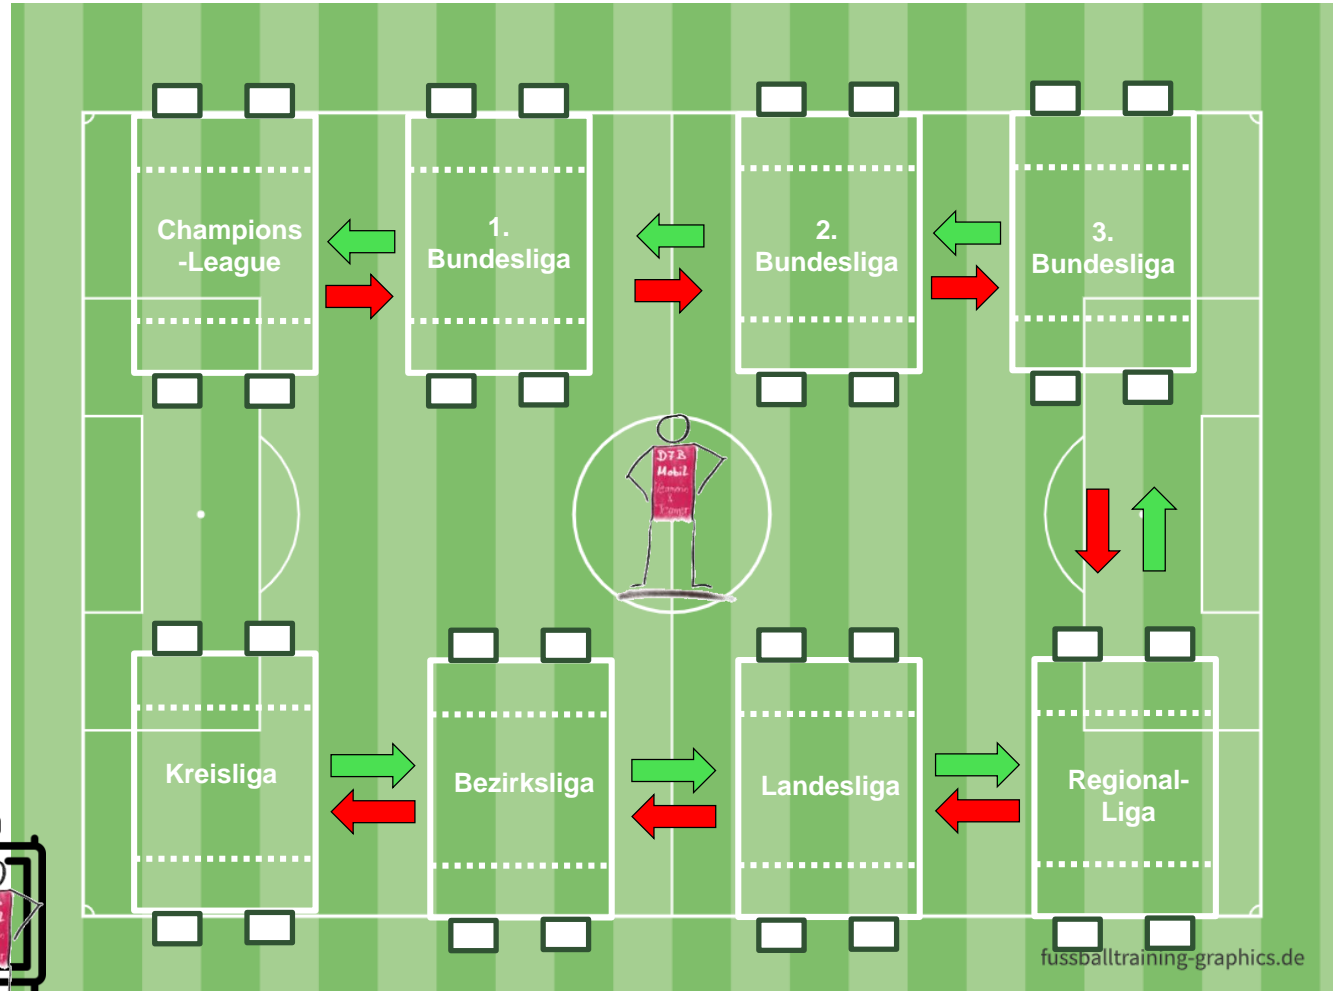 Champions
-League
1.
Bundesliga
2.
Bundesliga
3.
Bundesliga
DFB
Mobil
&
Kreisliga
Bezirksliga
Landesliga
Regional-
Liga
fussballtraining-graphics.de